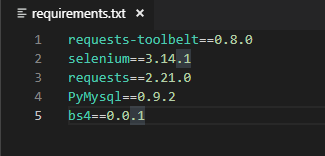 requirements.txt ×
1 requests-toolbelt==0.8.0
2 selenium==3.14.1
3 requests==2.21.0
4 PyMysql==0.9.2
5 bs4==0.0.1